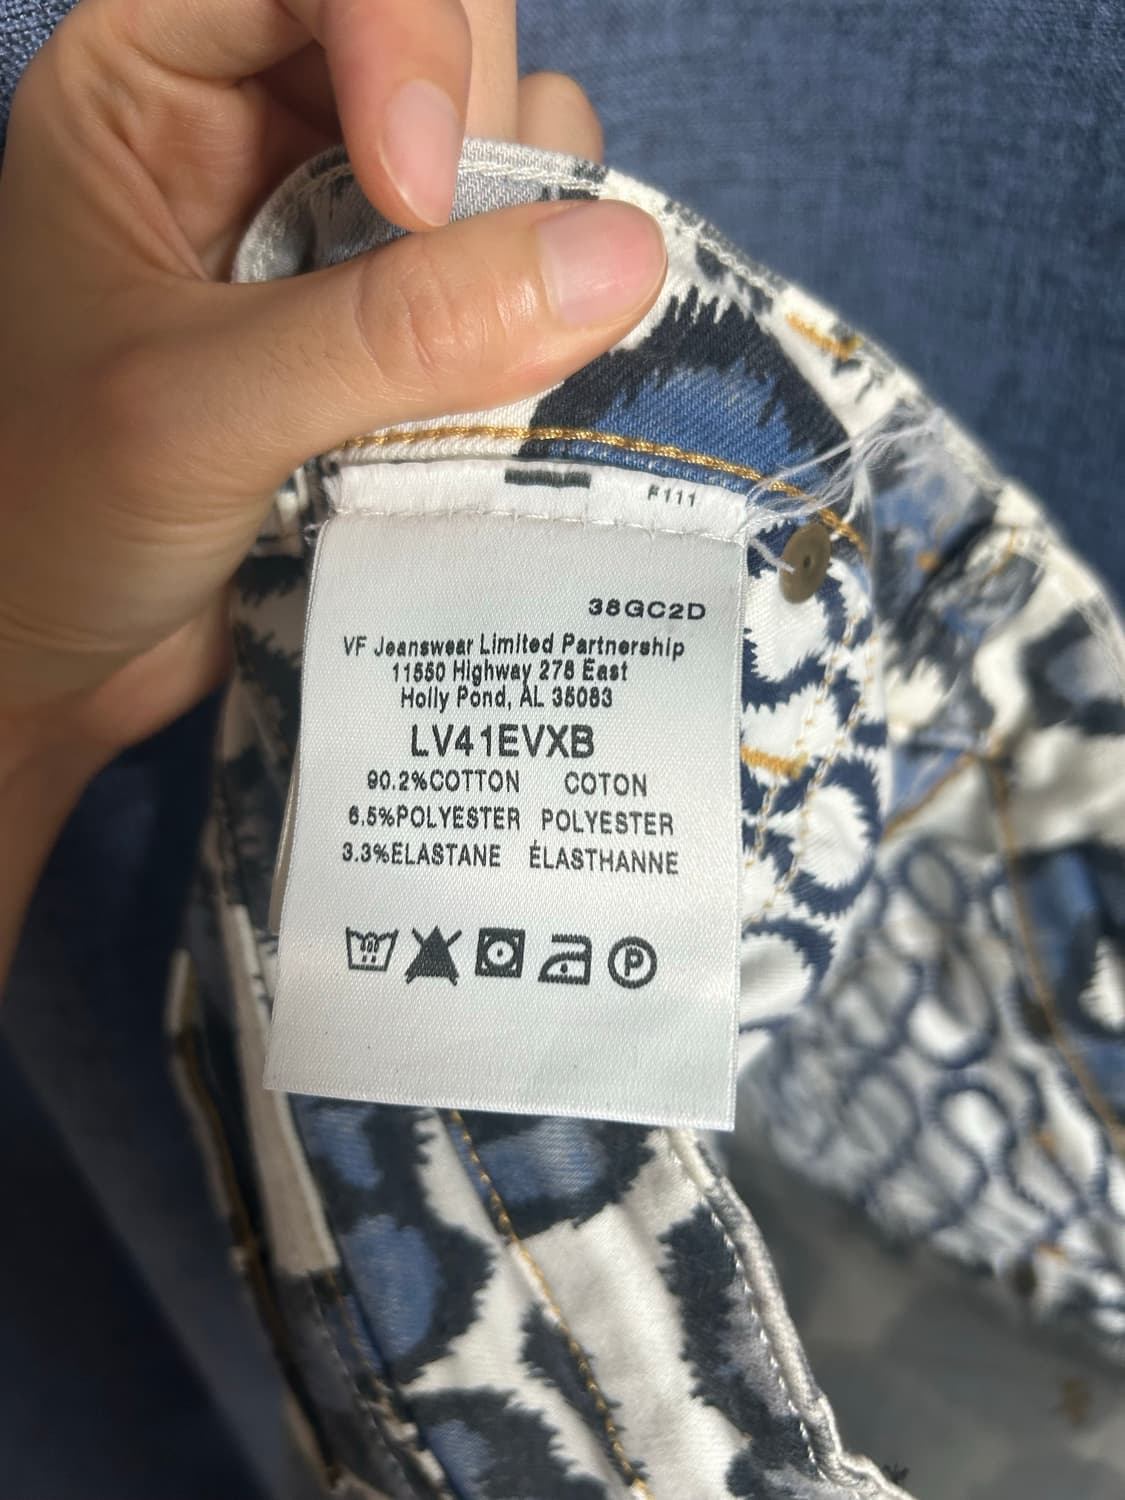 F111
38GC2D
VF Jeanswear Limited Partnership
11550 Highway 278 East
Holly Pond, AL 35083
LV41EVXB
90.2%COTTON COTON
6.5%POLYESTER POLYESTER
3.3%ELASTANE ÉLASTHANNE
P